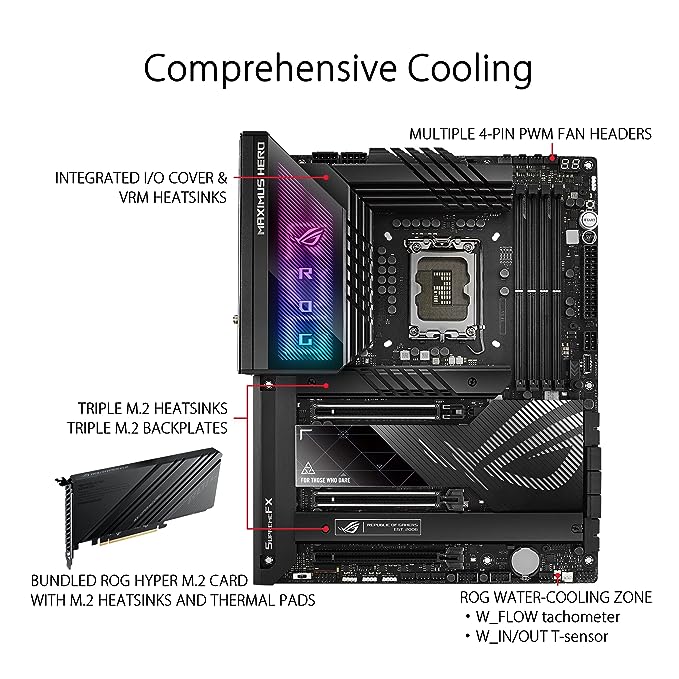 Comprehensive Cooling
MULTIPLE 4-PIN PWM FAN HEADERS
INTEGRATED I/O COVER &
VRM HEATSINKS
MAXIMUS HERO
ROG
TRIPLE M.2 HEATSINKS
TRIPLE M.2 BACKPLATES
FOR THOSE WHO DARE
SUPREMEFX
REPUBLIC OF GAMERS
EST. 2006
BUNDLED ROG HYPER M.2 CARD
WITH M.2 HEATSINKS AND THERMAL PADS
ROG WATER-COOLING ZONE
• W_FLOW tachometer
• W_IN/OUT T-sensor